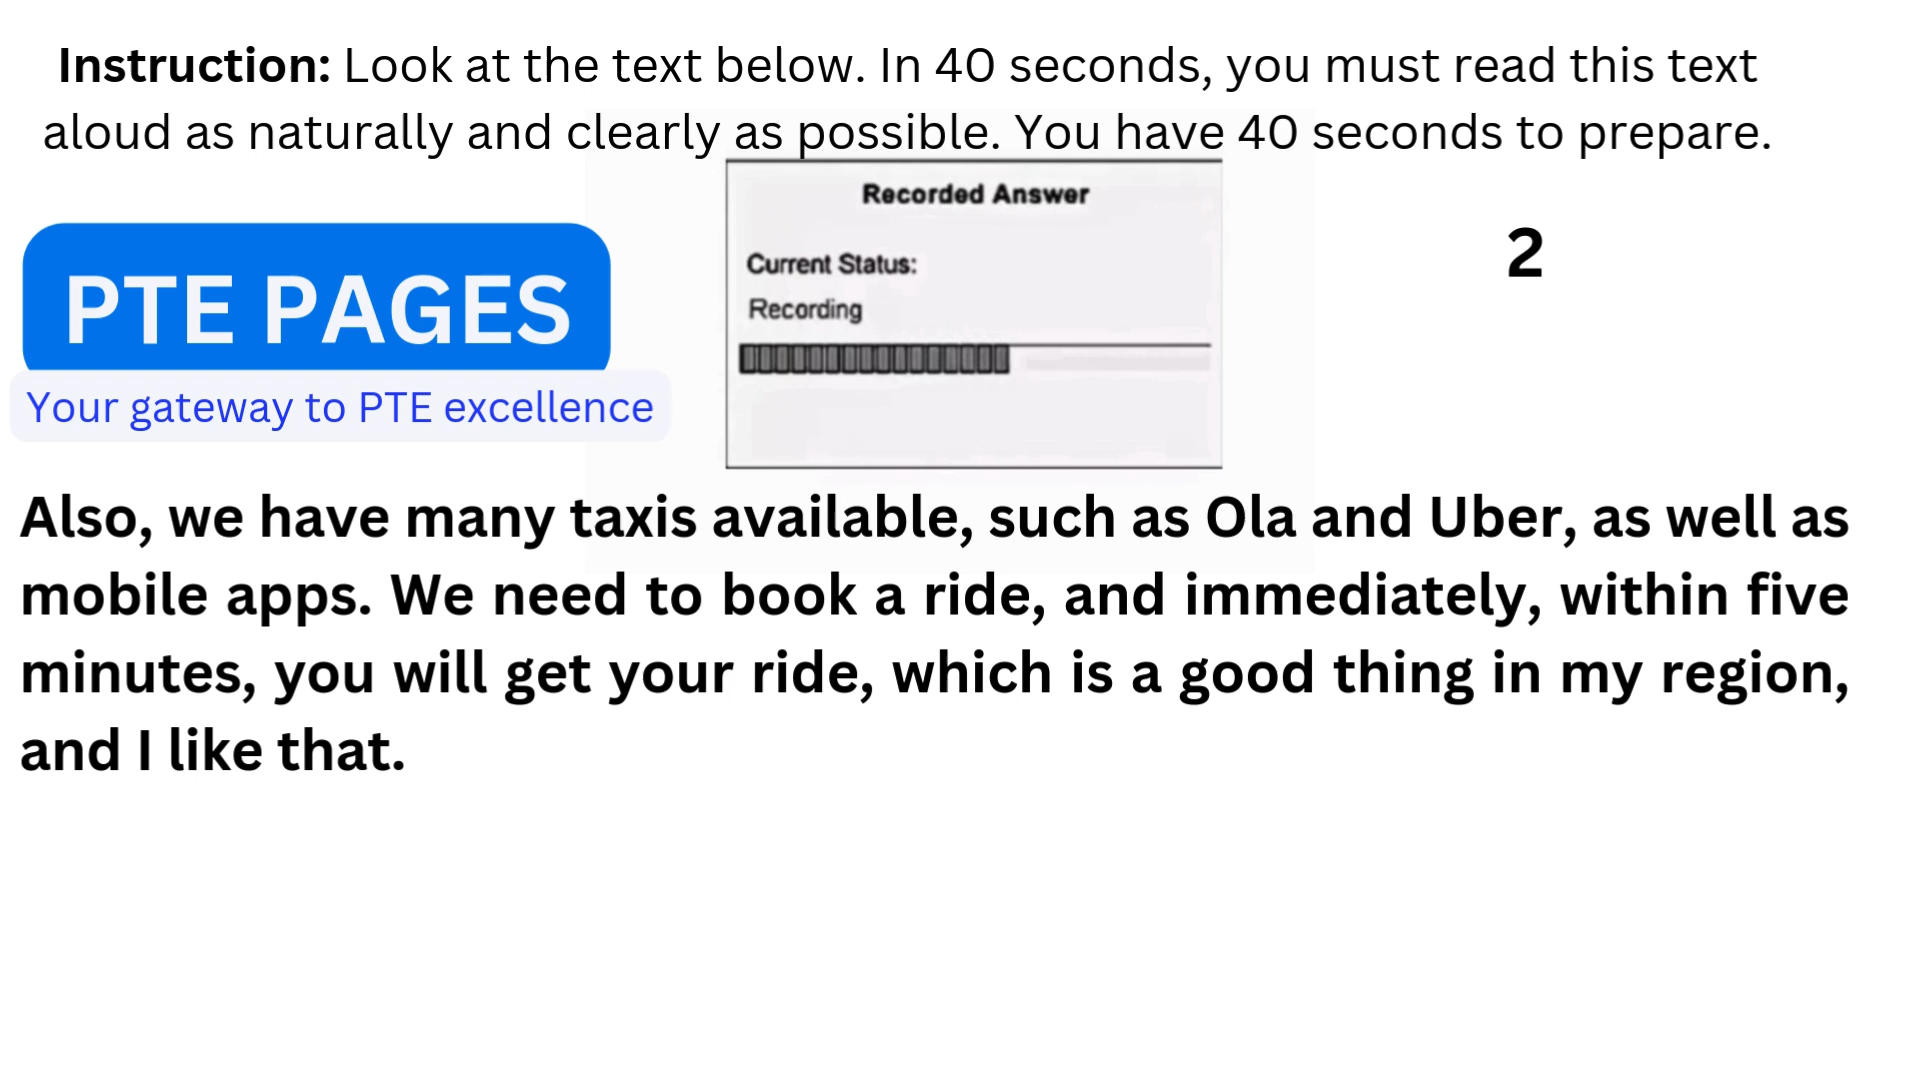 Instruction: Look at the text below. In 40 seconds, you must read this text
aloud as naturally and clearly as possible. You have 40 seconds to prepare.
Recorded Answer
Current Status:
Recording
2
PTE PAGES
Your gateway to PTE excellence
Also, we have many taxis available, such as Ola and Uber, as well as
mobile apps. We need to book a ride, and immediately, within five
minutes, you will get your ride, which is a good thing in my region,
and I like that.